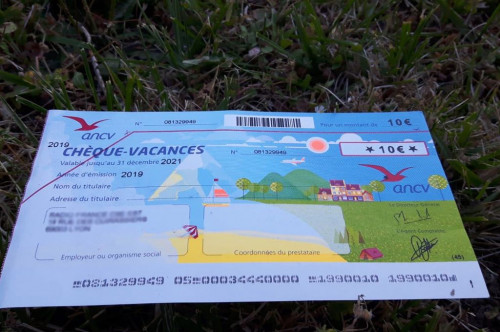 N° 081329949
Pour un montant de 10€
ancv
2019
CHÈQUE-VACANCES
★10€★
Valable jusqu'au 31 décembre 2021
Année d'émission 2019
ancv
Nom du titulaire
Adresse du titulaire
LYON
Employeur ou organisme social
Coordonnées du prestataire
081329949 05 00034440000 1990010 1990010